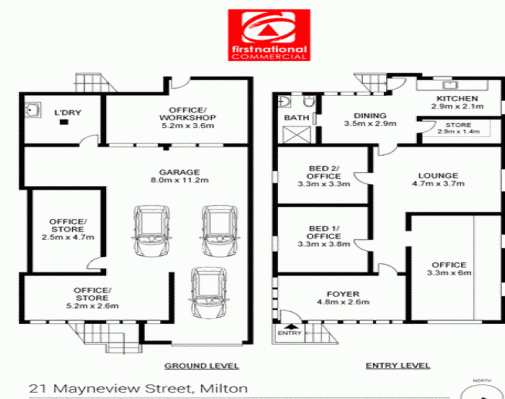 firstnational
COMMERCIAL
L'DRY
OFFICE/
WORKSHOP
5.2m x 3.6m
GARAGE
8.0m x 11.2m
OFFICE/
STORE
2.5m x 4.7m
OFFICE/
STORE
5.2m x 2.6m
GROUND LEVEL
KITCHEN
2.9m x 2.1m
BATH
DINING
3.5m x 2.9m
STORE
2.9m x 1.4m
BED 2/
OFFICE
3.3m x 3.3m
LOUNGE
4.7m x 3.7m
BED 1/
OFFICE
3.3m x 3.8m
OFFICE
3.3m x 6m
FOYER
4.8m x 2.6m
ENTRY
ENTRY LEVEL
21 Mayneview Street, Milton
NORTH